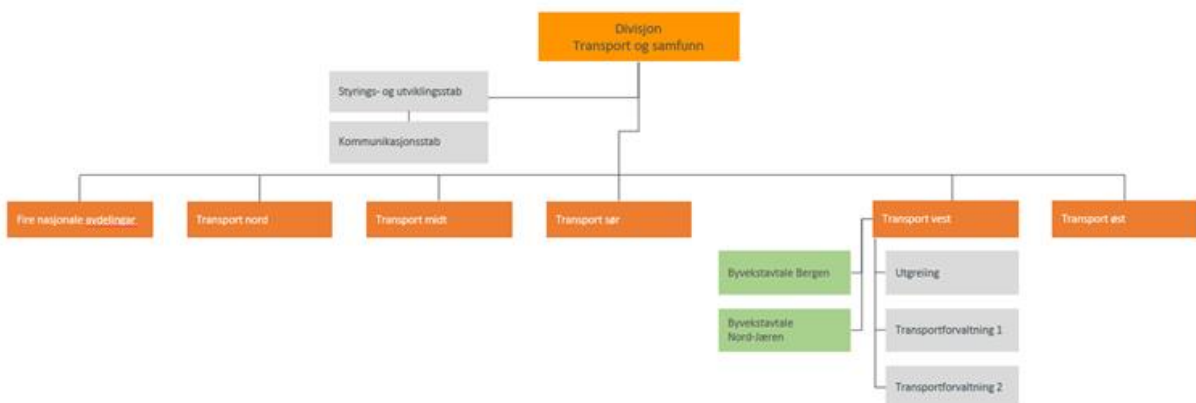 Divisjon
Transport og samfunn
Styrings- og utviklingsstab
Kommunikasjonsstab
Fire nasjonale avdelingar
Transport nord
Transport midt
Transport sør
Transport vest
Transport øst
Byvekstavtale Bergen
Utgreiing
Byvekstavtale
Nord-Jæren
Transportforvaltning 1
Transportforvaltning 2